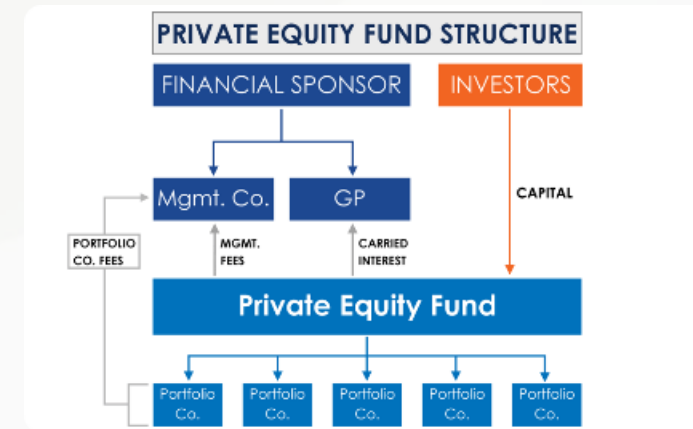 PRIVATE EQUITY FUND STRUCTURE
FINANCIAL SPONSOR
INVESTORS
Mgmt. Co.
GP
CAPITAL
PORTFOLIO
CO. FEES
MGMT.
FEES
CARRIED
INTEREST
Private Equity Fund
Portfolio
Co.
Portfolio
Co.
Portfolio
Co.
Portfolio
Co.
Portfolio
Co.